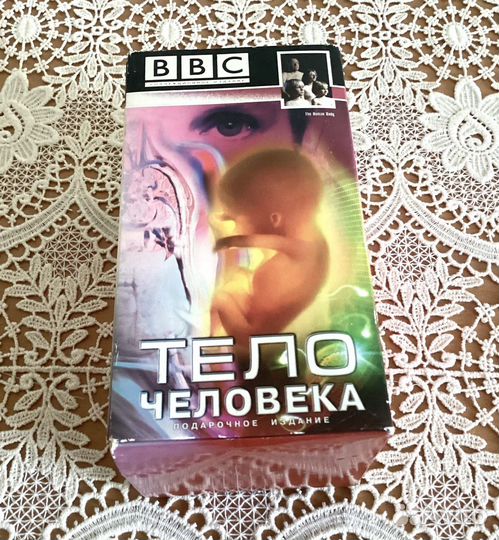 BBC
The Human Body
ТЕЛО
ЧЕЛОВЕКА
ПОДАРОЧНОЕ ИЗДАНИЕ